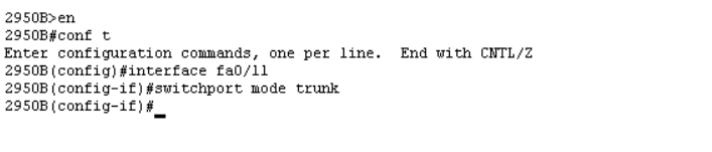 2950B>en
2950B#conf t
Enter configuration commands, one per line.  End with CNTL/Z
2950B(config)#interface fa0/11
2950B(config-if)#switchport mode trunk
2950B(config-if)#